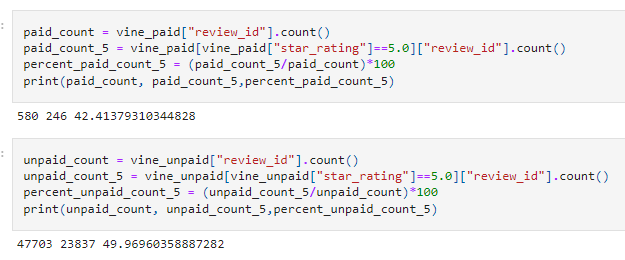 paid_count = vine_paid["review_id"].count()
paid_count_5 = vine_paid[vine_paid["star_rating"]==5.0]["review_id"].count()
percent_paid_count_5 = (paid_count_5/paid_count)*100
print(paid_count, paid_count_5,percent_paid_count_5)
580 246 42.41379310344828
unpaid_count = vine_unpaid["review_id"].count()
unpaid_count_5 = vine_unpaid[vine_unpaid["star_rating"]==5.0]["review_id"].count()
percent_unpaid_count_5 = (unpaid_count_5/unpaid_count)*100
print(unpaid_count, unpaid_count_5,percent_unpaid_count_5)
47703 23837 49.96960358887282